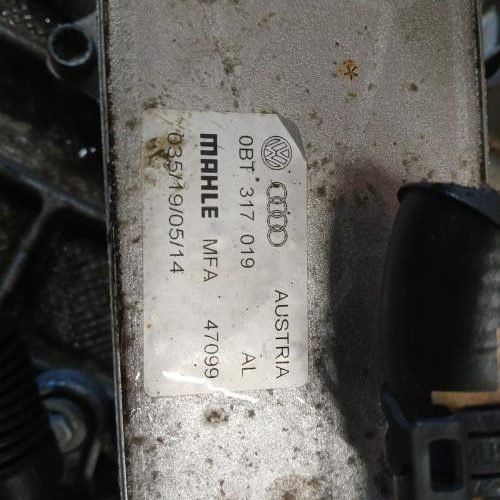 AUSTRIA
0BT 317 019 AL
MAHLE MFA 47099
035/19/05/14